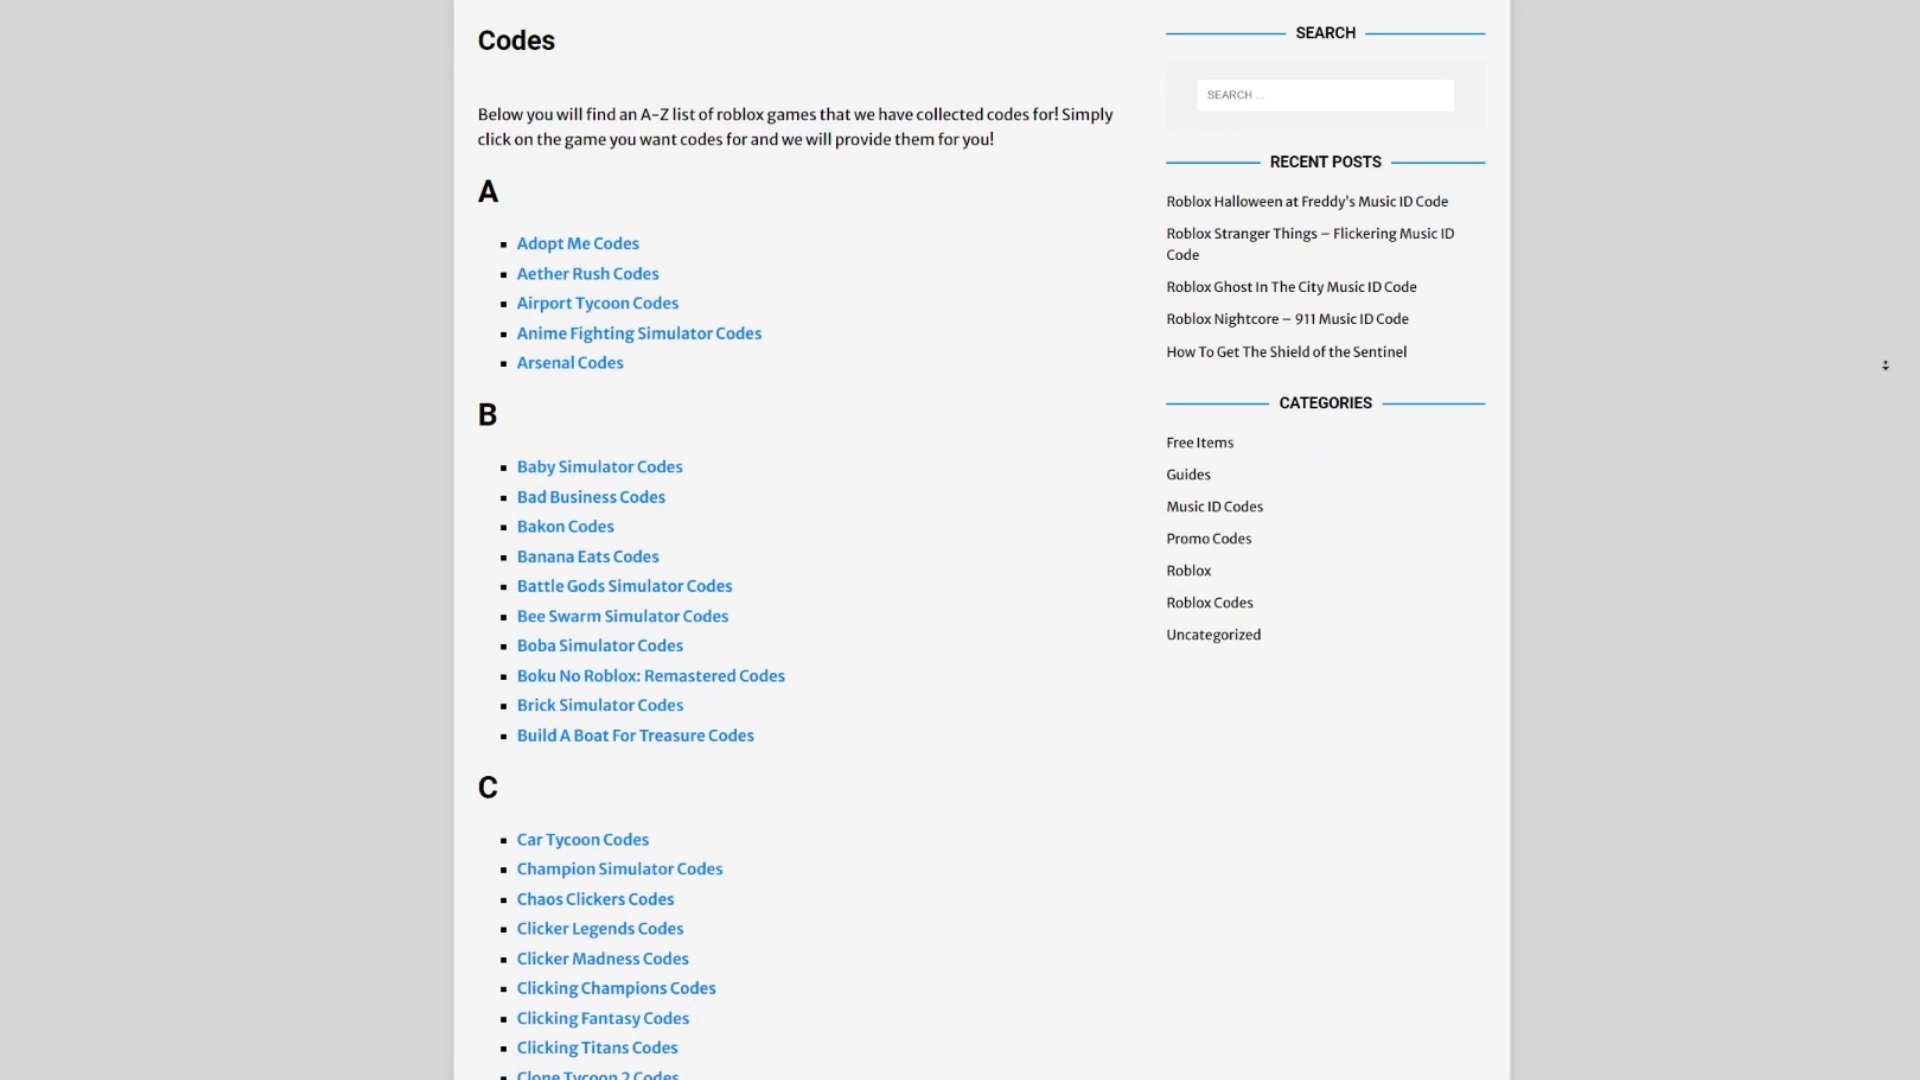 Codes
Below you will find an A-Z list of roblox games that we have collected codes for! Simply
click on the game you want codes for and we will provide them for you!
A
Adopt Me Codes
Aether Rush Codes
Airport Tycoon Codes
Anime Fighting Simulator Codes
Arsenal Codes
B
Baby Simulator Codes
Bad Business Codes
Bakon Codes
Banana Eats Codes
Battle Gods Simulator Codes
Bee Swarm Simulator Codes
Boba Simulator Codes
Boku No Roblox: Remastered Codes
Brick Simulator Codes
Build A Boat For Treasure Codes
C
Car Tycoon Codes
Champion Simulator Codes
Chaos Clickers Codes
Clicker Legends Codes
Clicker Madness Codes
Clicking Champions Codes
Clicking Fantasy Codes
Clicking Titans Codes
Clone Tycoon 2 Codes
SEARCH
SEARCH ...
RECENT POSTS
Roblox Halloween at Freddy's Music ID Code
Roblox Stranger Things – Flickering Music ID
Code
Roblox Ghost In The City Music ID Code
Roblox Nightcore – 911 Music ID Code
How To Get The Shield of the Sentinel
CATEGORIES
Free Items
Guides
Music ID Codes
Promo Codes
Roblox
Roblox Codes
Uncategorized